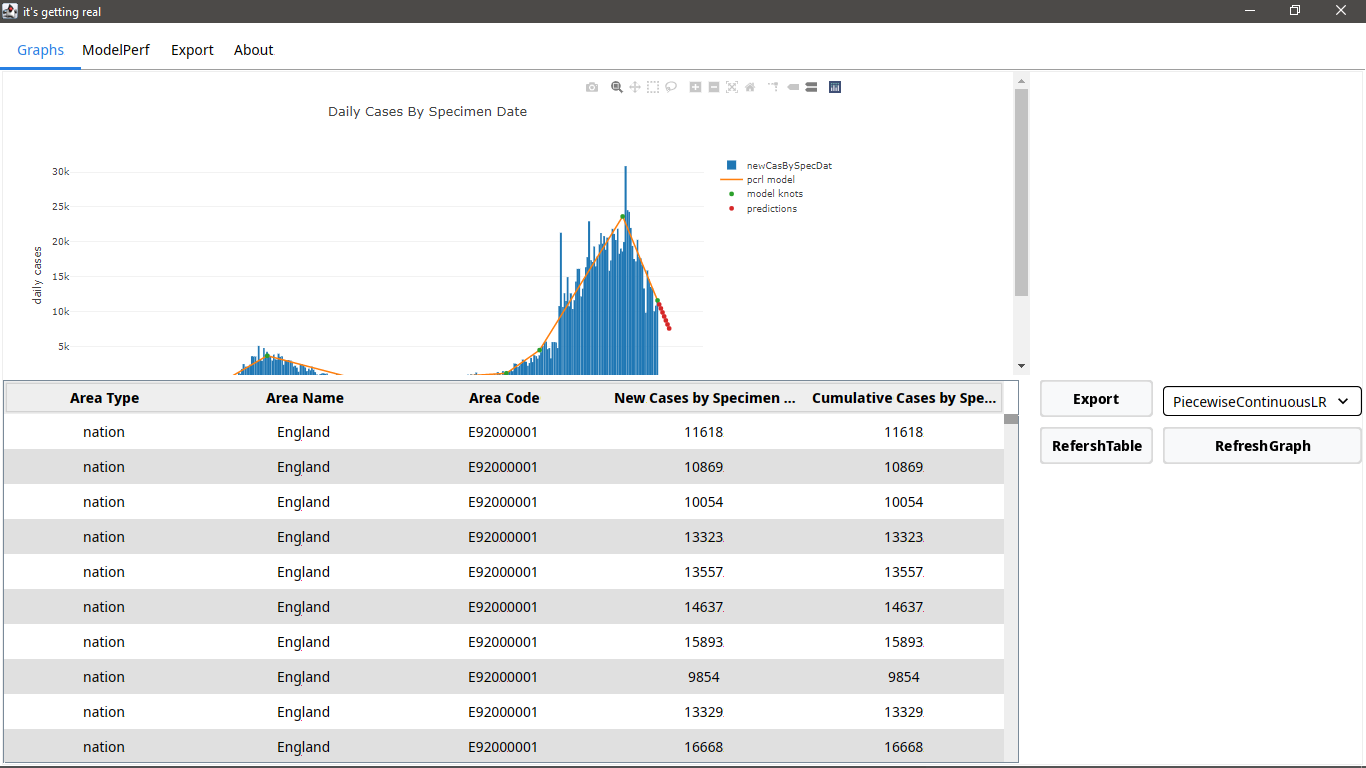 it's getting real
Graphs ModelPerf Export About
Daily Cases By Specimen Date
newCasBySpecDat
pcrl model
model knots
predictions
30k
25k
20k
15k
10k
5k
daily cases
Area Type Area Name Area Code New Cases by Specimen ... Cumulative Cases by Spe...
nation England E92000001 11618 11618
nation England E92000001 10869 10869
nation England E92000001 10054 10054
nation England E92000001 13323 13323
nation England E92000001 13557 13557
nation England E92000001 14637 14637
nation England E92000001 15893 15893
nation England E92000001 9854 9854
nation England E92000001 13329 13329
nation England E92000001 16668 16668
Export PiecewiseContinuousLR
RefershTable RefreshGraph